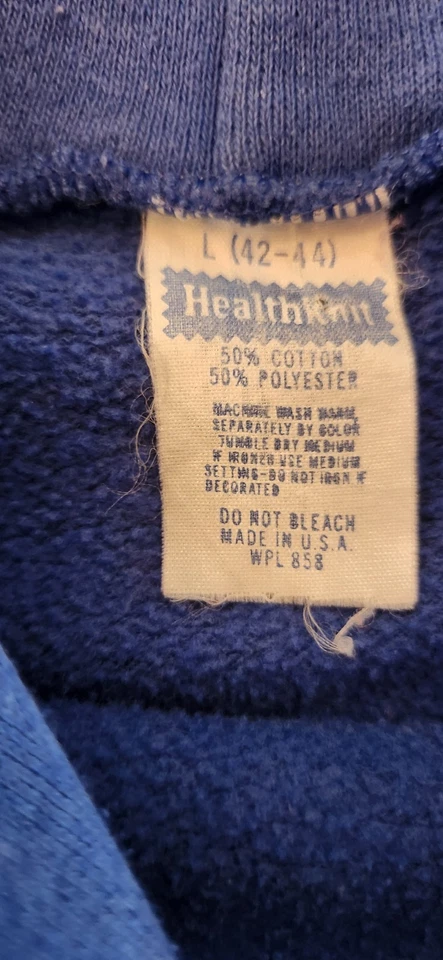 L (42-44)
HealthKnit
50% COTTON
50% POLYESTER
MACHINE WASH WARM,
SEPARATELY BY COLOR
TUMBLE DRY MEDIUM
IF IRONED USE MEDIUM
SETTING-DO NOT IRON IF
DECORATED
DO NOT BLEACH
MADE IN U.S.A.
WPL 858